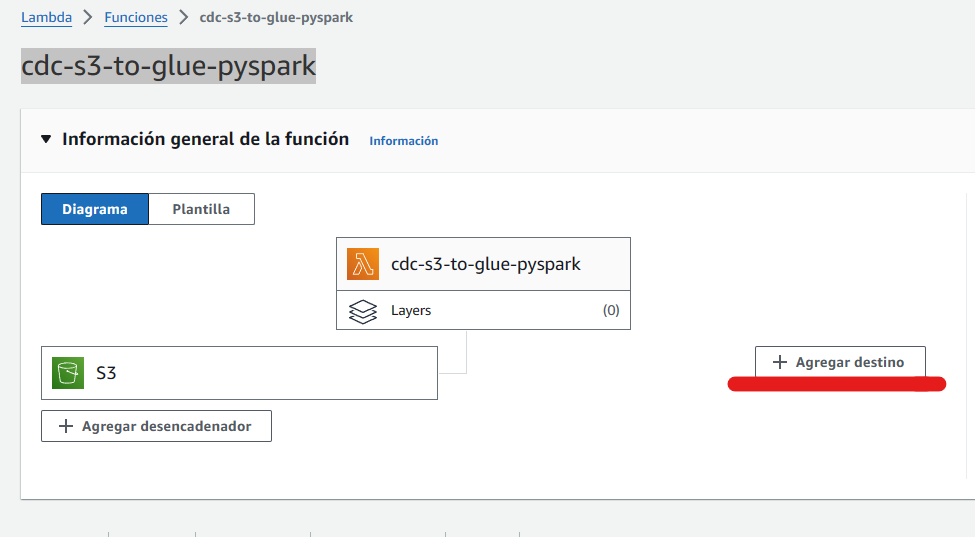 Lambda > Funciones > cdc-s3-to-glue-pyspark
cdc-s3-to-glue-pyspark
Información general de la función Información
Diagrama Plantilla
cdc-s3-to-glue-pyspark
Layers (0)
S3
+ Agregar destino
+ Agregar desencadenador